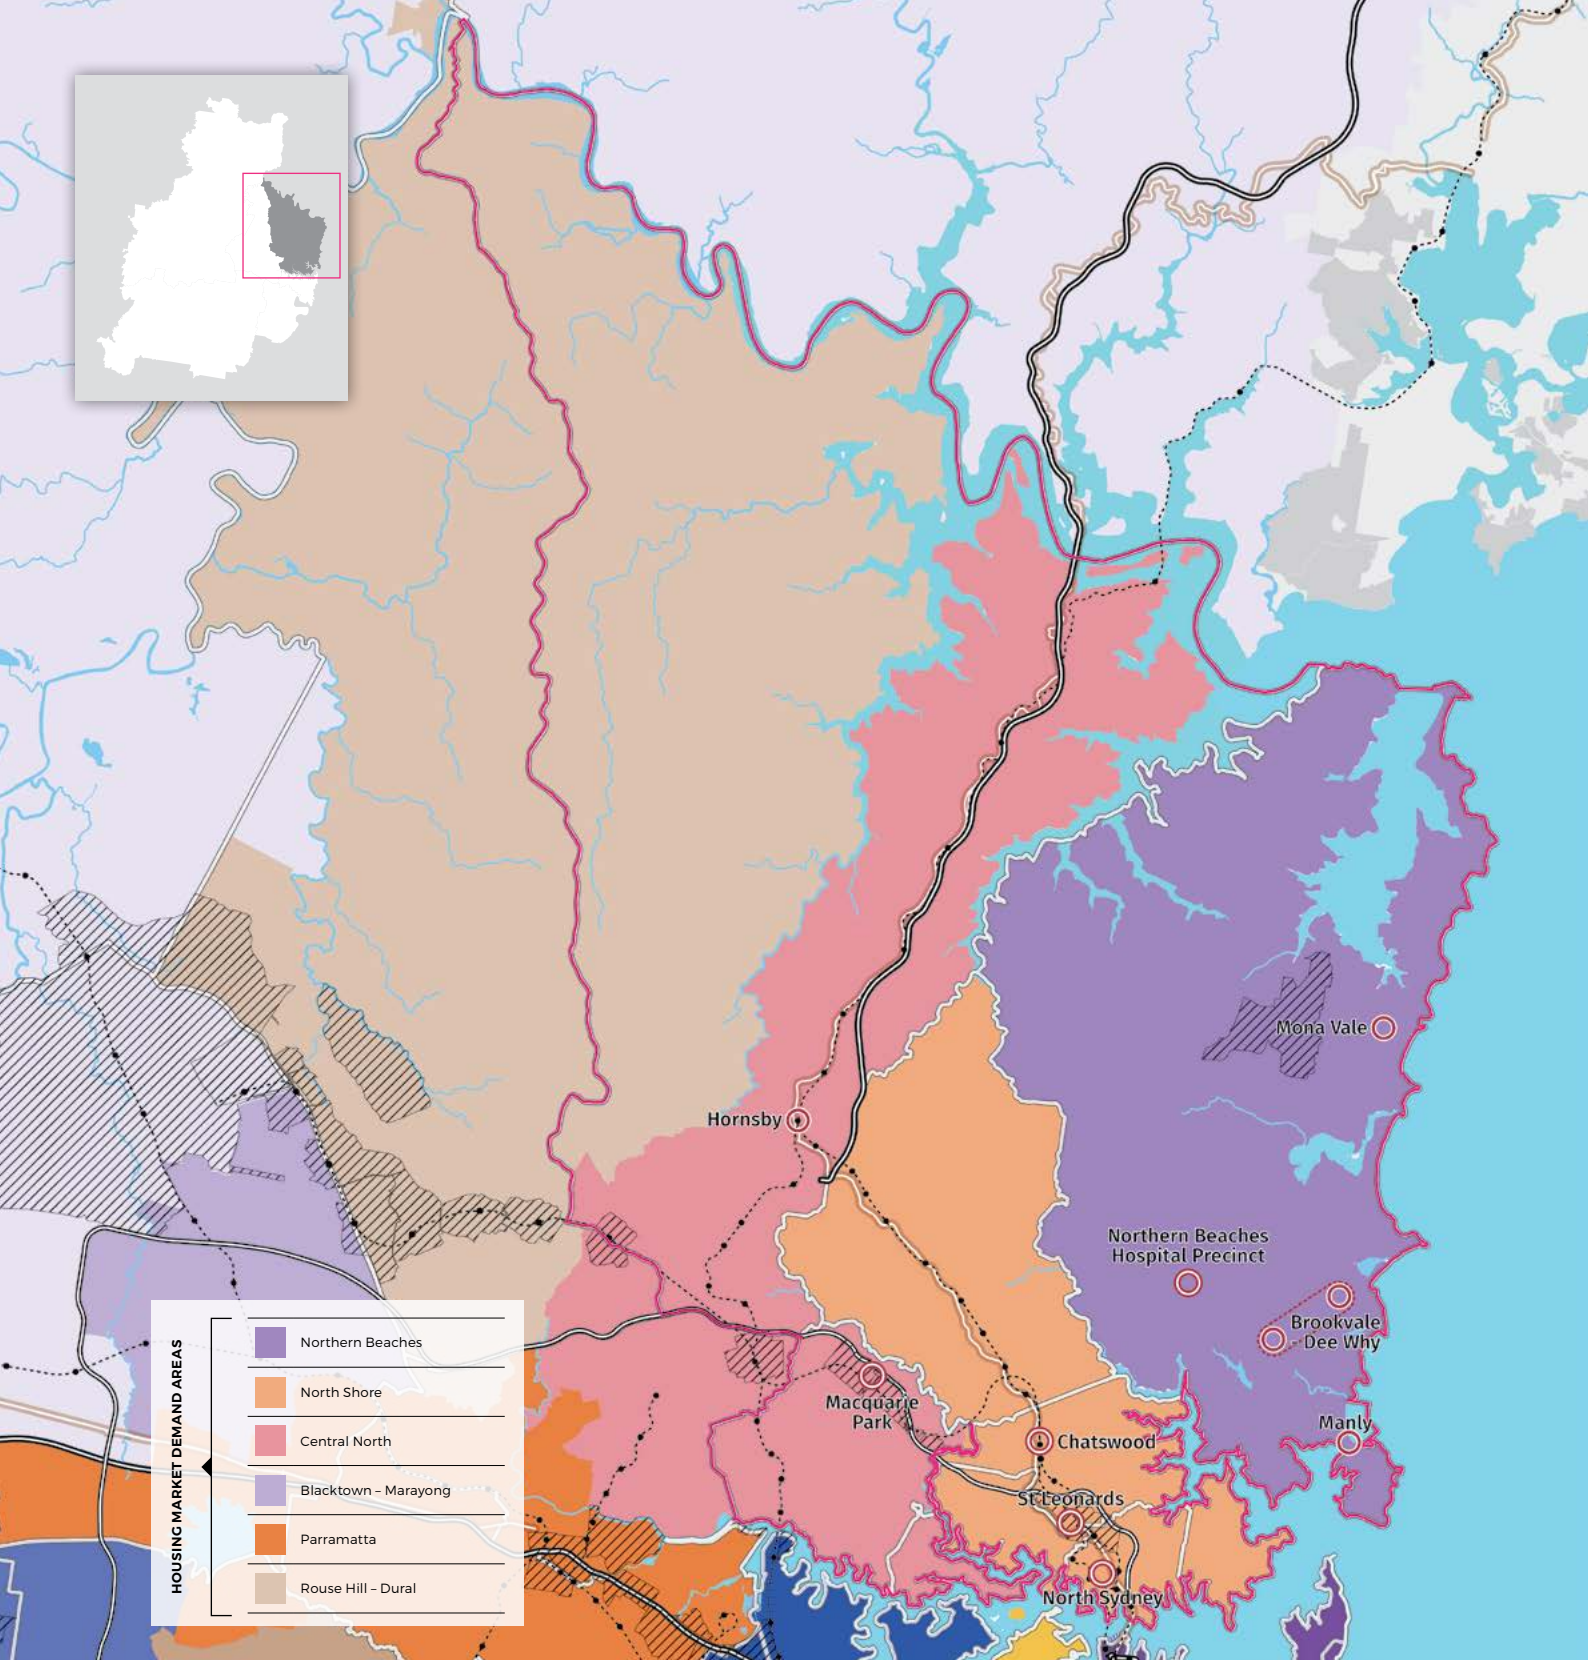 Mona Vale
Hornsby
Northern Beaches
Hospital Precinct
Brookvale
Dee Why
Macquarie
Park
Manly
Chatswood
St Leonards
North Sydney
HOUSING MARKET DEMAND AREAS
Northern Beaches
North Shore
Central North
Blacktown – Marayong
Parramatta
Rouse Hill – Dural